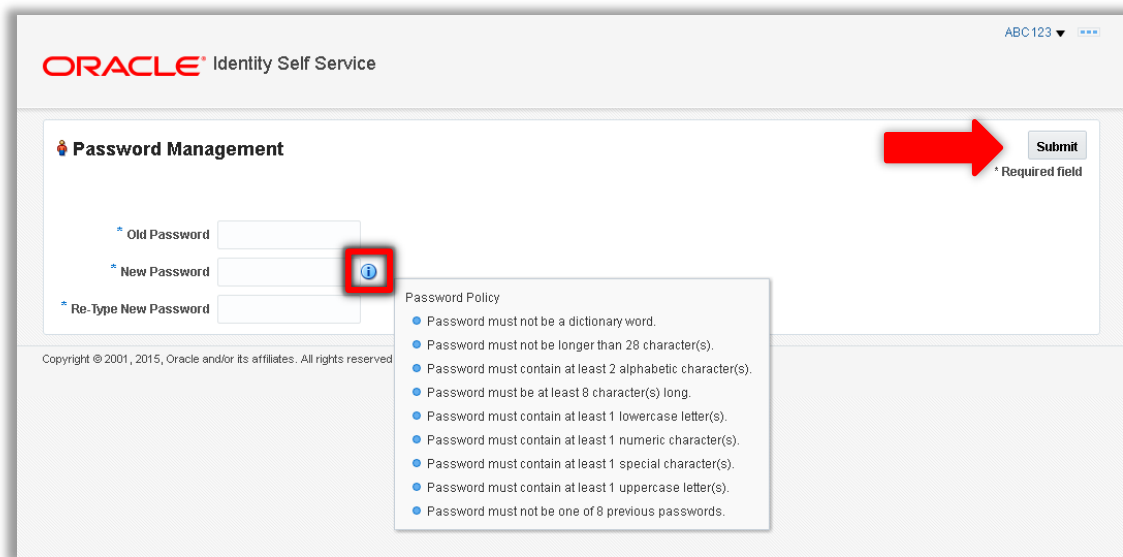 ABC123
ORACLE® Identity Self Service
Password Management
Submit
* Required field
* Old Password
* New Password
* Re-Type New Password
Password Policy
Password must not be a dictionary word.
Password must not be longer than 28 character(s).
Password must contain at least 2 alphabetic character(s).
Password must be at least 8 character(s) long.
Password must contain at least 1 lowercase letter(s).
Password must contain at least 1 numeric character(s).
Password must contain at least 1 special character(s).
Password must contain at least 1 uppercase letter(s).
Password must not be one of 8 previous passwords.
Copyright © 2001, 2015, Oracle and/or its affiliates. All rights reserved